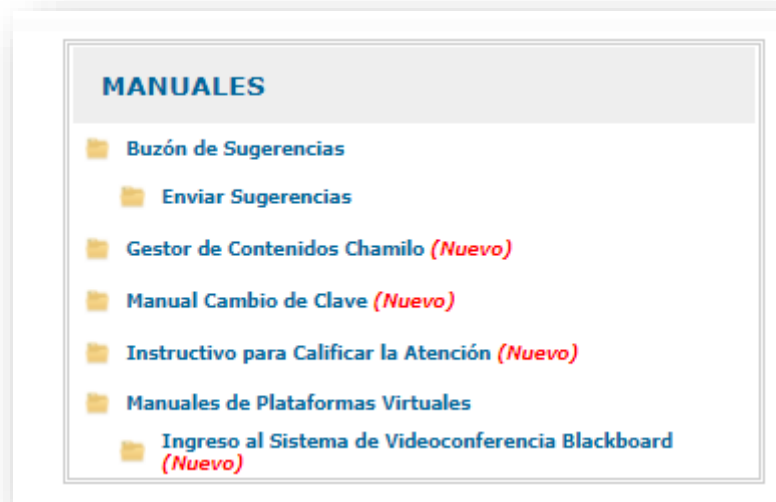 MANUALES
Buzón de Sugerencias
Enviar Sugerencias
Gestor de Contenidos Chamilo (Nuevo)
Manual Cambio de Clave (Nuevo)
Instructivo para Calificar la Atención (Nuevo)
Manuales de Plataformas Virtuales
Ingreso al Sistema de Videoconferencia Blackboard
(Nuevo)